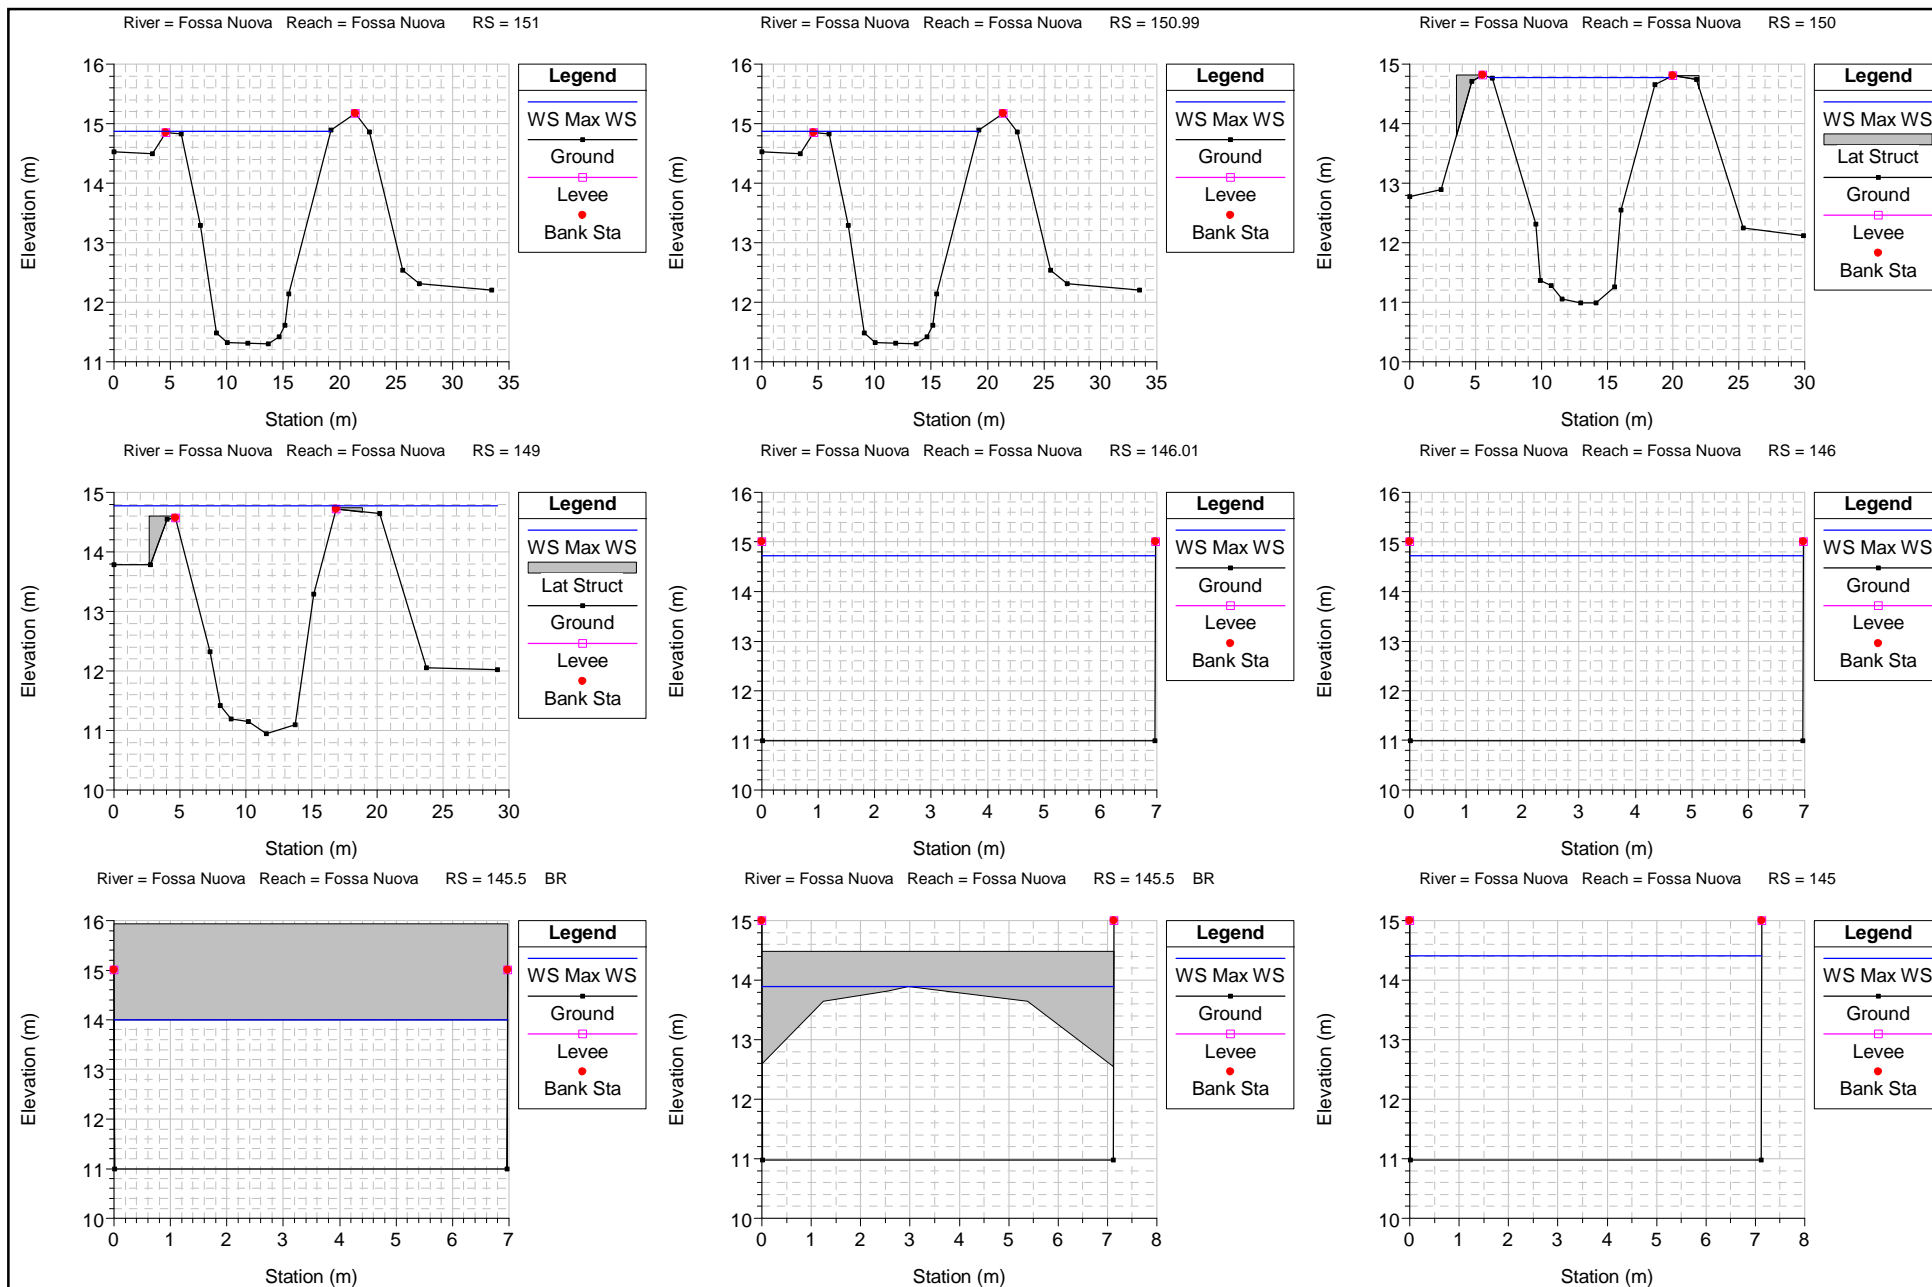 River = Fossa Nuova   Reach = Fossa Nuova      RS = 151
16
15
14
13
12
11
0 5 10 15 20 25 30 35
Elevation (m)
Station (m)
Legend
WS Max WS
Ground
Levee
Bank Sta
River = Fossa Nuova   Reach = Fossa Nuova      RS = 150.99
16
15
14
13
12
11
0 5 10 15 20 25 30 35
Elevation (m)
Station (m)
Legend
WS Max WS
Ground
Levee
Bank Sta
River = Fossa Nuova   Reach = Fossa Nuova      RS = 150
15
14
13
12
11
10
0 5 10 15 20 25 30
Elevation (m)
Station (m)
Legend
WS Max WS
Lat Struct
Ground
Levee
Bank Sta
River = Fossa Nuova   Reach = Fossa Nuova      RS = 149
15
14
13
12
11
10
0 5 10 15 20 25 30
Elevation (m)
Station (m)
Legend
WS Max WS
Lat Struct
Ground
Levee
Bank Sta
River = Fossa Nuova   Reach = Fossa Nuova      RS = 146.01
16
15
14
13
12
11
10
0 1 2 3 4 5 6 7
Elevation (m)
Station (m)
Legend
WS Max WS
Ground
Levee
Bank Sta
River = Fossa Nuova   Reach = Fossa Nuova      RS = 146
16
15
14
13
12
11
10
0 1 2 3 4 5 6 7
Elevation (m)
Station (m)
Legend
WS Max WS
Ground
Levee
Bank Sta
River = Fossa Nuova   Reach = Fossa Nuova      RS = 145.5      BR
16
15
14
13
12
11
10
0 1 2 3 4 5 6 7
Elevation (m)
Station (m)
Legend
WS Max WS
Ground
Levee
Bank Sta
River = Fossa Nuova   Reach = Fossa Nuova      RS = 145.5      BR
15
14
13
12
11
10
0 1 2 3 4 5 6 7 8
Elevation (m)
Station (m)
Legend
WS Max WS
Ground
Levee
Bank Sta
River = Fossa Nuova   Reach = Fossa Nuova      RS = 145
15
14
13
12
11
10
0 1 2 3 4 5 6 7 8
Elevation (m)
Station (m)
Legend
WS Max WS
Ground
Levee
Bank Sta